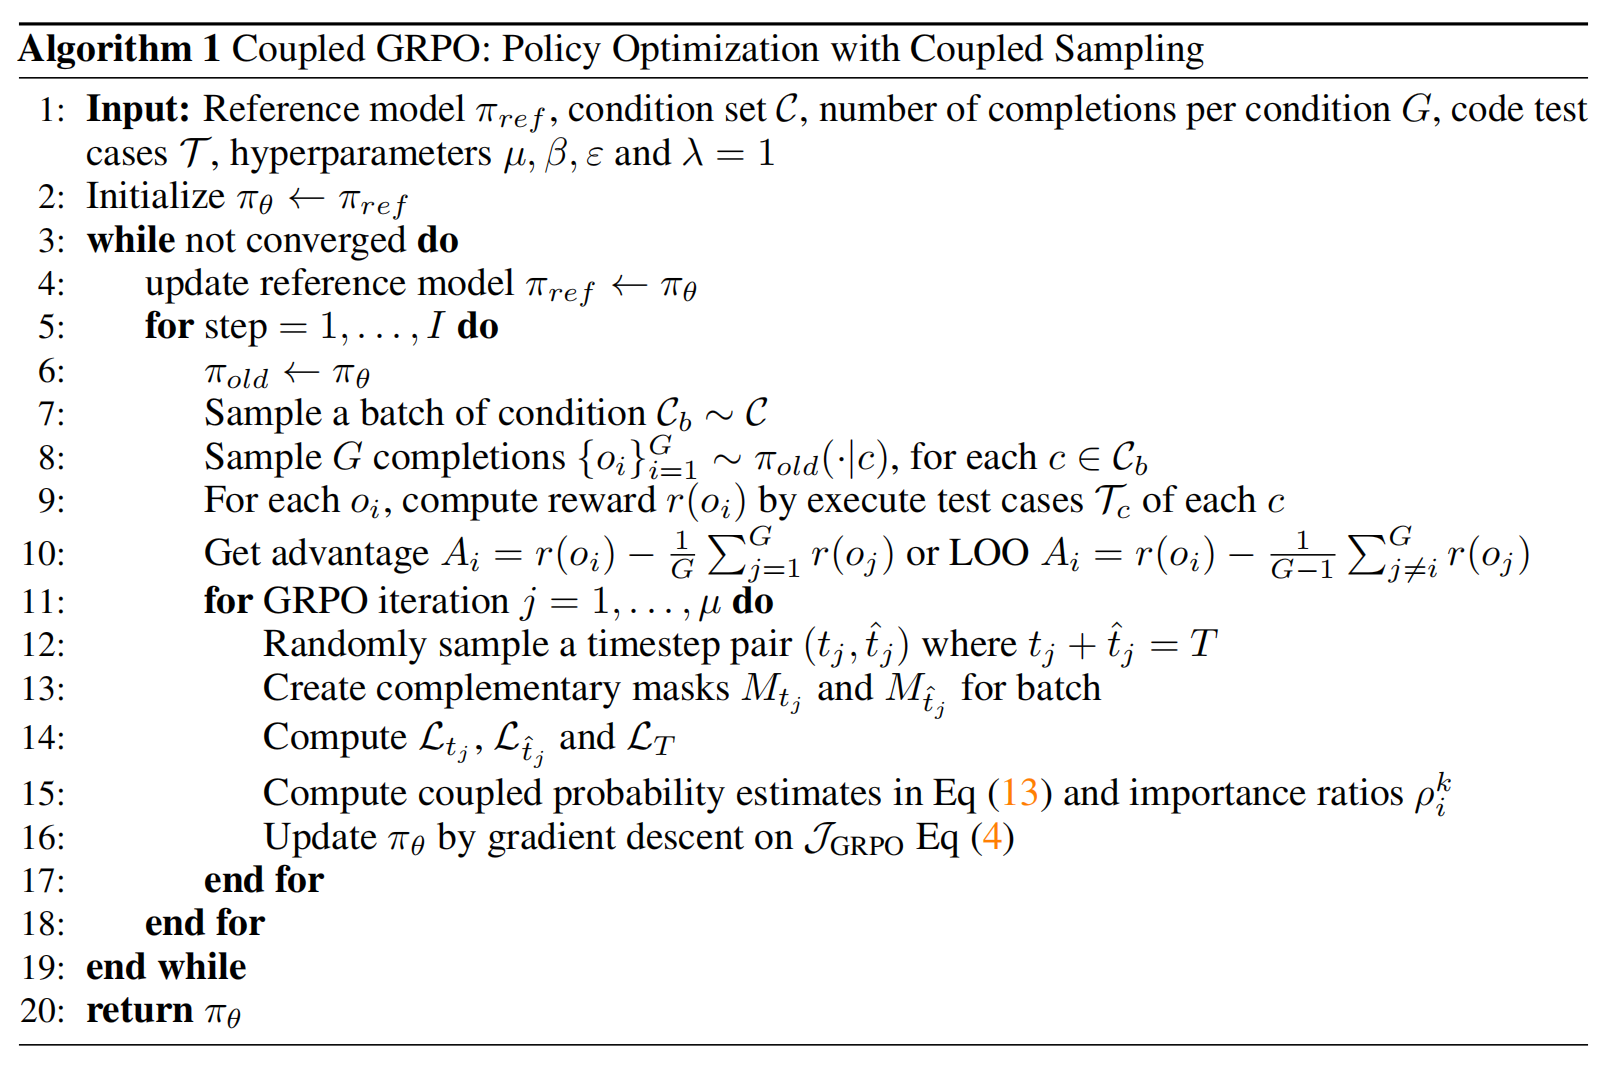 Algorithm 1 Coupled GRPO: Policy Optimization with Coupled Sampling
1: Input: Reference model $\pi_{ref}$, condition set $\mathcal{C}$, number of completions per condition $G$, code test
cases $\mathcal{T}$, hyperparameters $\mu, \beta, \varepsilon$ and $\lambda = 1$
2: Initialize $\pi_\theta \leftarrow \pi_{ref}$
3: while not converged do
4: update reference model $\pi_{ref} \leftarrow \pi_\theta$
5: for step $= 1, \ldots, I$ do
6: $\pi_{old} \leftarrow \pi_\theta$
7: Sample a batch of condition $\mathcal{C}_b \sim \mathcal{C}$
8: Sample $G$ completions $\{o_i\}_{i=1}^{G} \sim \pi_{old}(\cdot|c)$, for each $c \in \mathcal{C}_b$
9: For each $o_i$, compute reward $r(o_i)$ by execute test cases $\mathcal{T}_c$ of each $c$
10: Get advantage $A_i = r(o_i) - \frac{1}{G} \sum_{j=1}^{G} r(o_j)$ or LOO $A_i = r(o_i) - \frac{1}{G-1} \sum_{j \neq i}^{G} r(o_j)$
11: for GRPO iteration $j = 1, \ldots, \mu$ do
12: Randomly sample a timestep pair $(t_j, \hat{t}_j)$ where $t_j + \hat{t}_j = T$
13: Create complementary masks $M_{t_j}$ and $M_{\hat{t}_j}$ for batch
14: Compute $\mathcal{L}_{t_j}$, $\mathcal{L}_{\hat{t}_j}$ and $\mathcal{L}_T$
15: Compute coupled probability estimates in Eq (13) and importance ratios $\rho_i^k$
16: Update $\pi_\theta$ by gradient descent on $\mathcal{J}_{\text{GRPO}}$ Eq (4)
17: end for
18: end for
19: end while
20: return $\pi_\theta$